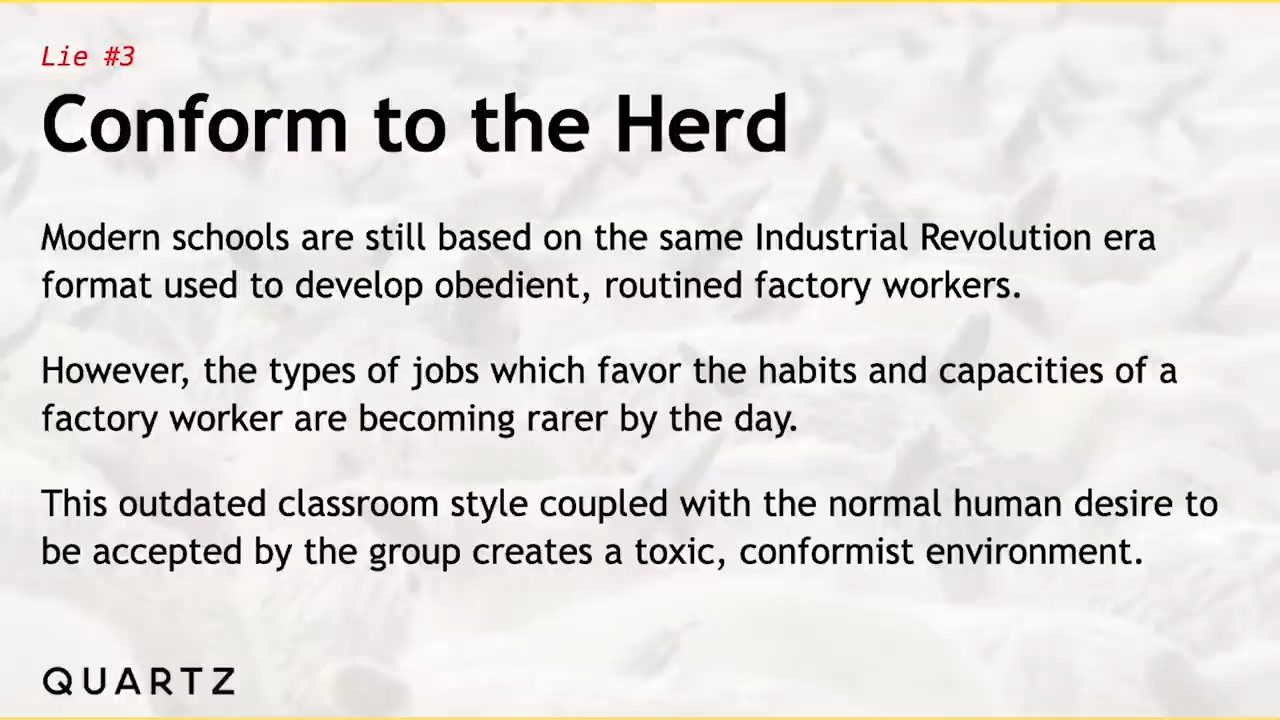 Lie #3
Conform to the Herd
Modern schools are still based on the same Industrial Revolution era
format used to develop obedient, routined factory workers.
However, the types of jobs which favor the habits and capacities of a
factory worker are becoming rarer by the day.
This outdated classroom style coupled with the normal human desire to
be accepted by the group creates a toxic, conformist environment.
QUARTZ